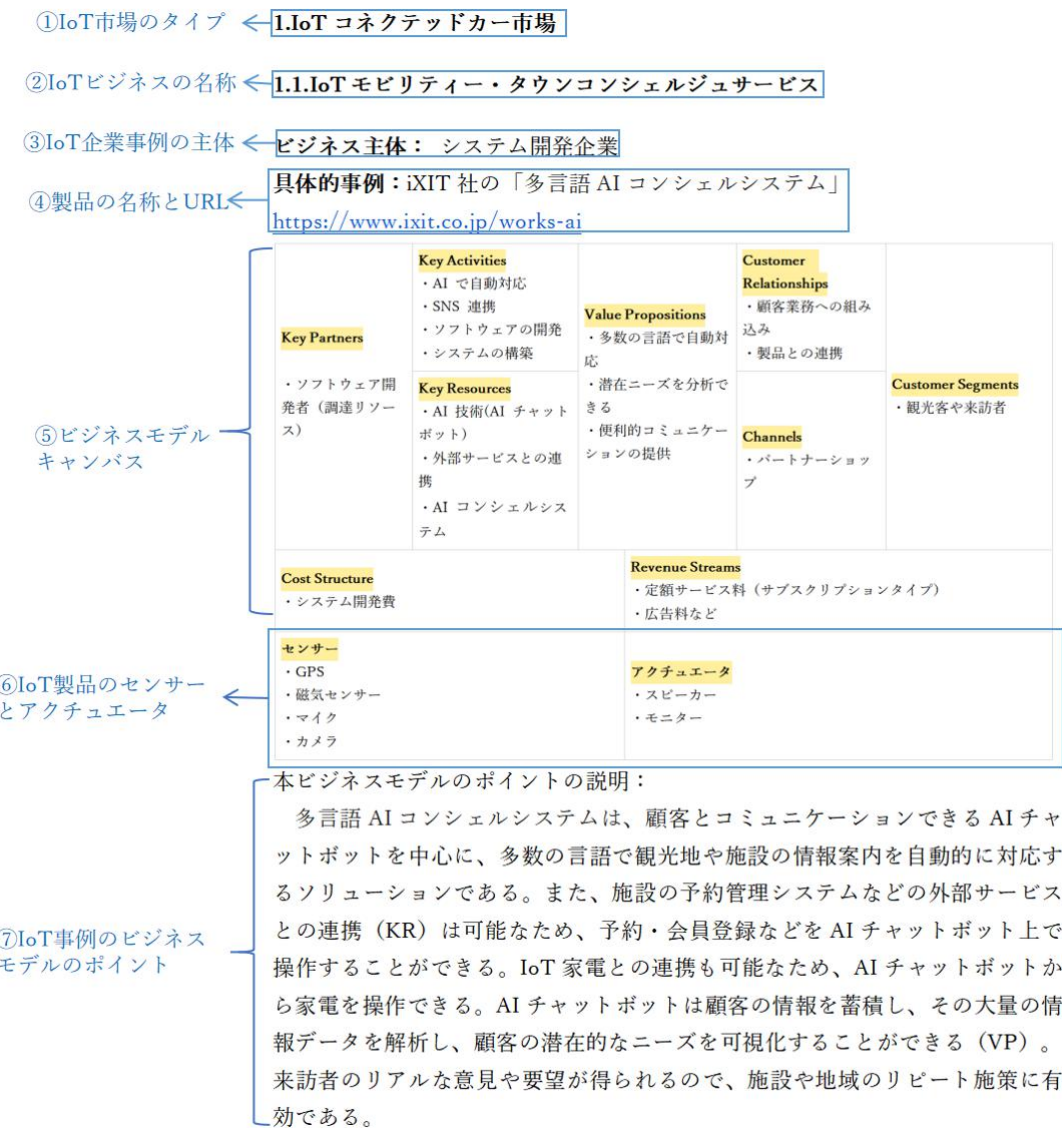 ①IoT市場のタイプ
1.IoT コネクテッドカー市場
②IoTビジネスの名称
1.1.IoT モビリティー・タウンコンシェルジュサービス
③IoT企業事例の主体
ビジネス主体： システム開発企業
④製品の名称とURL
具体的事例：iXIT 社の「多言語 AI コンシェルシステム」
https://www.ixit.co.jp/works-ai
⑤ビジネスモデル
キャンバス
Key Partners
・ソフトウェア開
発者（調達リソー
ス）
Key Activities
・AI で自動対応
・SNS 連携
・ソフトウェアの開発
・システムの構築
Key Resources
・AI 技術(AI チャット
ボット）
・外部サービスとの連
携
・AI コンシェルシス
テム
Value Propositions
・多数の言語で自動対
応
・潜在ニーズを分析で
きる
・便利的コミュニケー
ションの提供
Customer
Relationships
・顧客業務への組み
込み
・製品との連携
Channels
・パートナーショッ
プ
Customer Segments
・観光客や来訪者
Cost Structure
・システム開発費
Revenue Streams
・定額サービス料（サブスクリプションタイプ）
・広告料など
⑥IoT製品のセンサー
とアクチュエータ
センサー
・GPS
・磁気センサー
・マイク
・カメラ
アクチュエータ
・スピーカー
・モニター
⑦IoT事例のビジネス
モデルのポイント
本ビジネスモデルのポイントの説明：
多言語 AI コンシェルシステムは、顧客とコミュニケーションできる AI チャ
ットボットを中心に、多数の言語で観光地や施設の情報案内を自動的に対応す
るソリューションである。また、施設の予約管理システムなどの外部サービス
との連携（KR）は可能なため、予約・会員登録などを AI チャットボット上で
操作することができる。IoT 家電との連携も可能なため、AI チャットボットか
ら家電を操作できる。AI チャットボットは顧客の情報を蓄積し、その大量の情
報データを解析し、顧客の潜在的なニーズを可視化することができる（VP）。
来訪者のリアルな意見や要望が得られるので、施設や地域のリピート施策に有
効である。